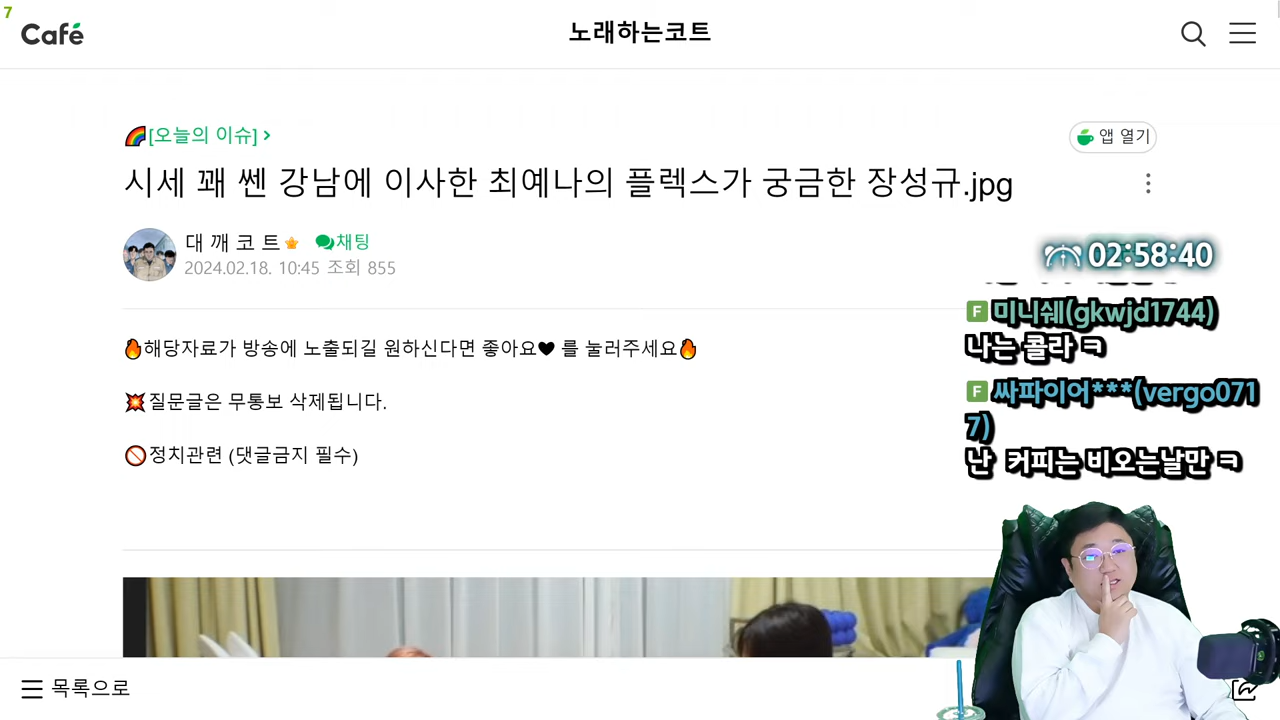 7
Café
노래하는코트
[오늘의 이슈] >
앱 열기
시세 꽤 쎈 강남에 이사한 최예나의 플렉스가 궁금한 장성규.jpg
대 깨 코 트 채팅
2024.02.18. 10:45 조회 855
02:58:40
해당자료가 방송에 노출되길 원하신다면 좋아요🖤 를 눌러주세요
F 미니쉐(gkwjd1744)
나는 콜라 ㅋ
질문글은 무통보 삭제됩니다.
F 싸파이어***(vergo071
7)
난 커피는 비오는날만 ㅋ
정치관련 (댓글금지 필수)
목록으로